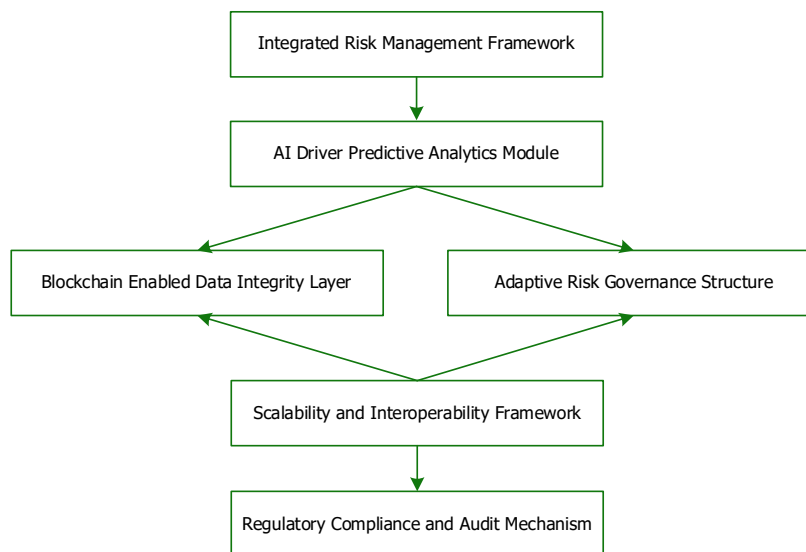 Integrated Risk Management Framework
AI Driver Predictive Analytics Module
Blockchain Enabled Data Integrity Layer
Adaptive Risk Governance Structure
Scalability and Interoperability Framework
Regulatory Compliance and Audit Mechanism